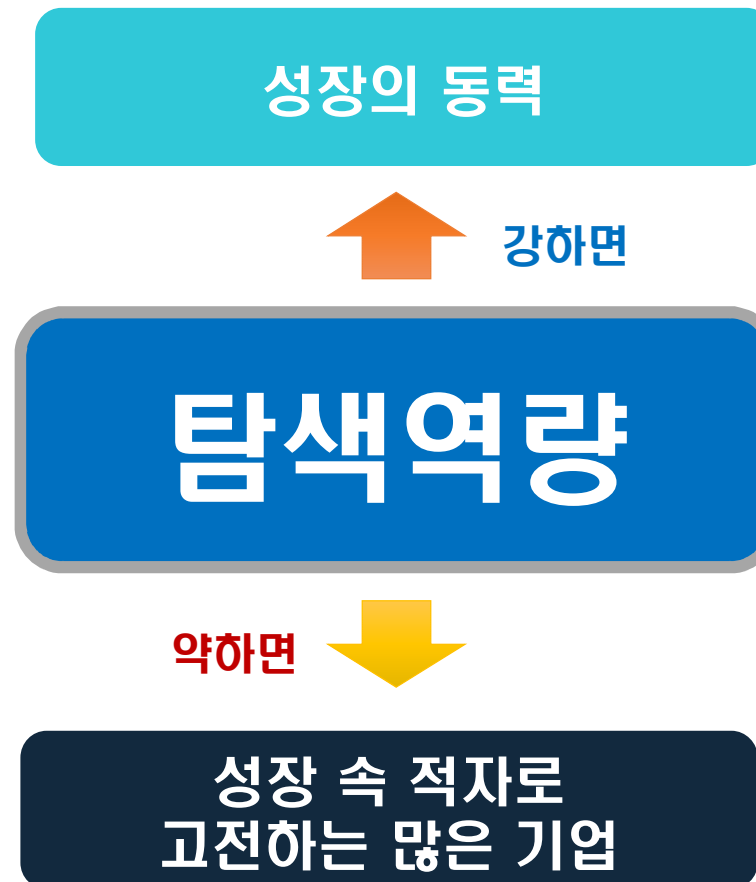 성장의 동력
강하면
탐색역량
약하면
성장 속 적자로
고전하는 많은 기업